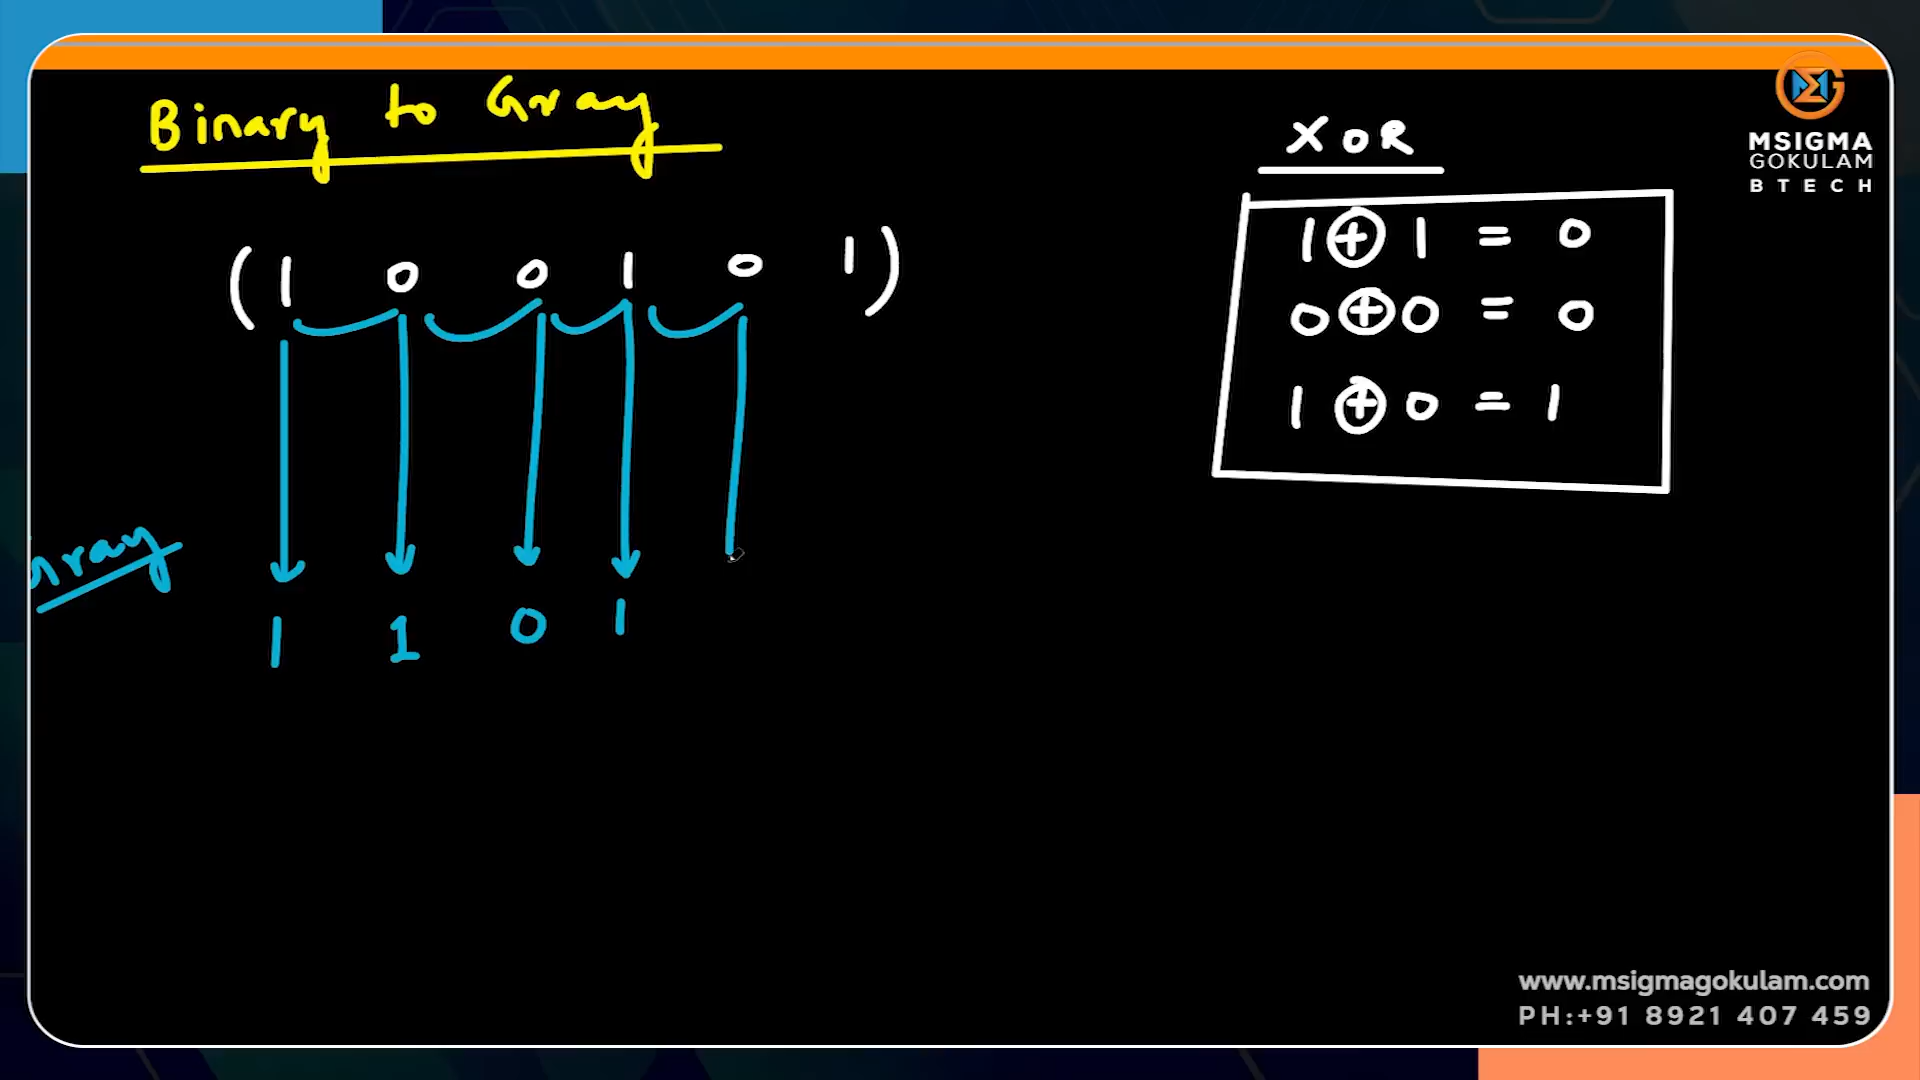 Binary to Gray
XOR
(1 0 0 1 0 1)
1 ⊕ 1 = 0
0 ⊕ 0 = 0
1 ⊕ 0 = 1
Gray
1 1 0 1
MSIGMA
GOKULAM
BTECH
www.msigmagokulam.com
PH:+91 8921 407 459